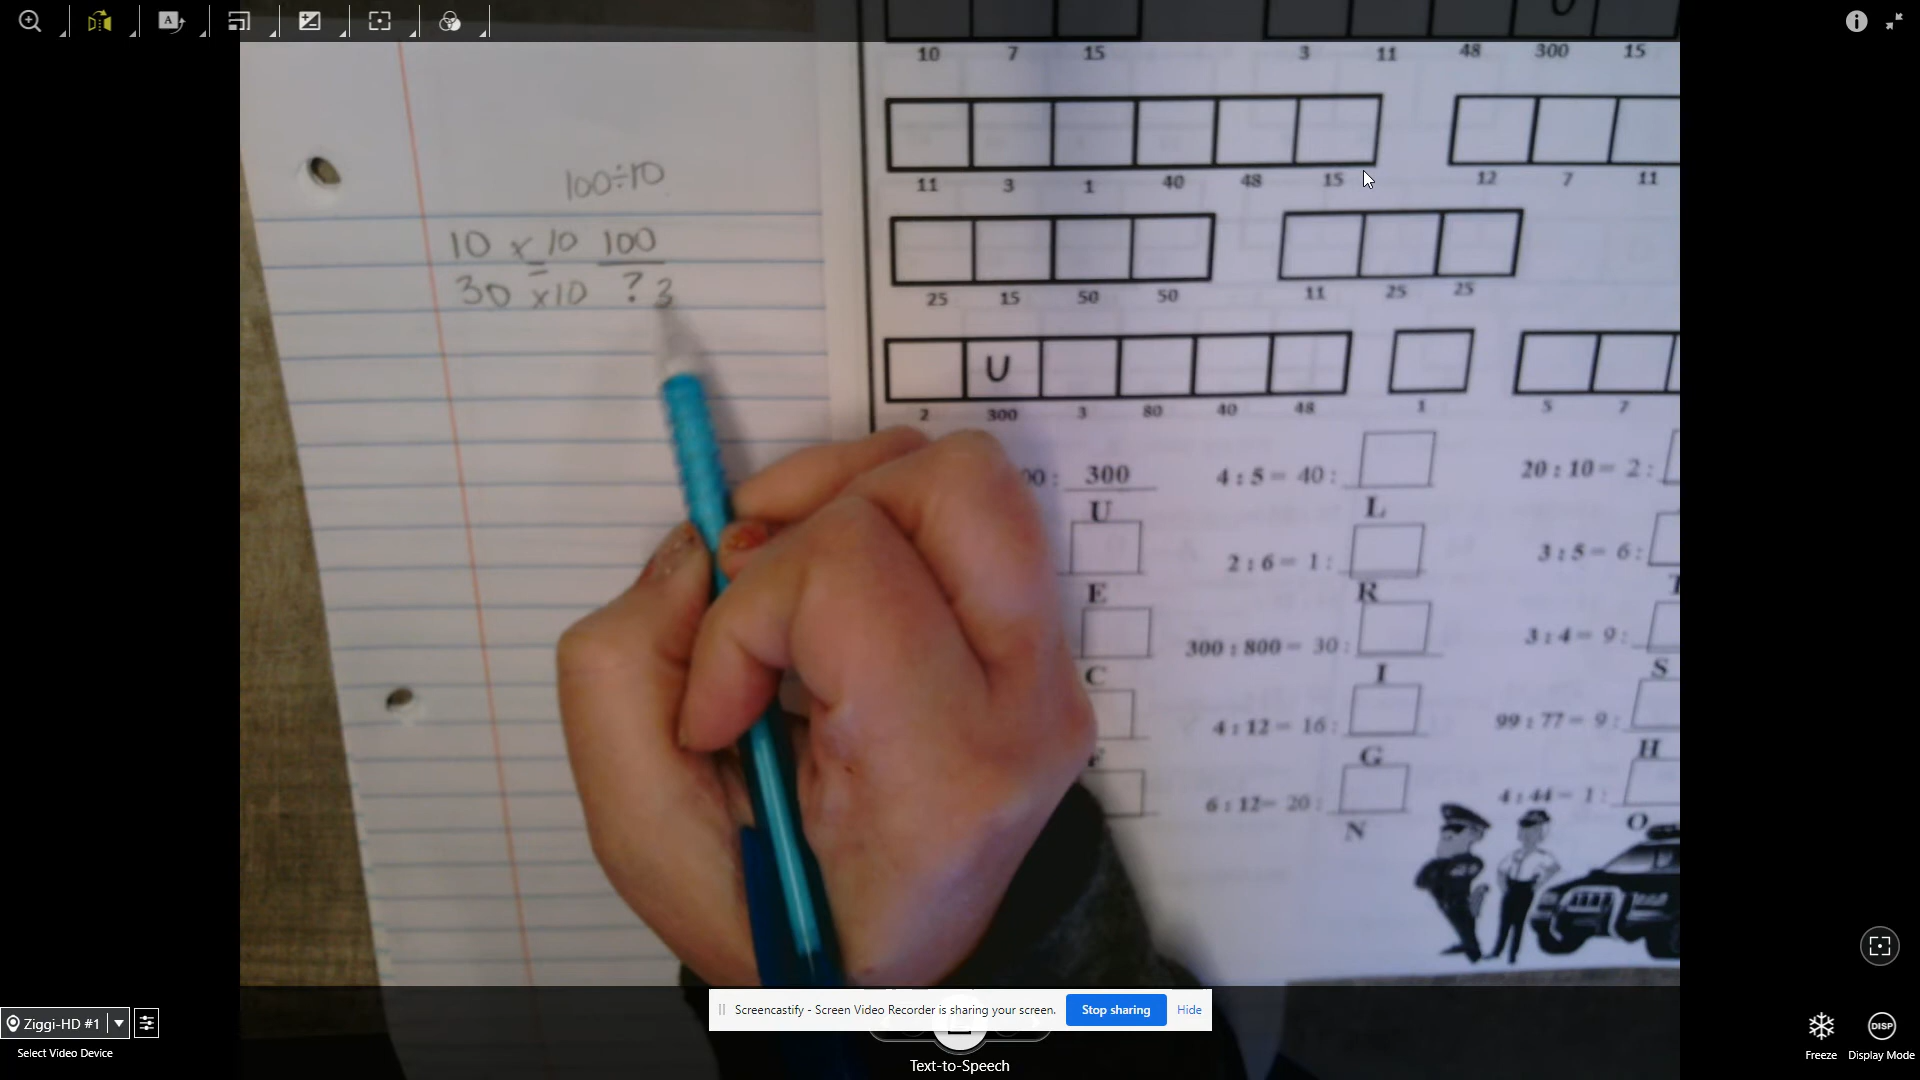 10 7 15 3 11 48 300 15
11 3 1 40 48 15 12 7 11
25 15 50 50 11 25 25
U
2 300 3 80 40 48 1 5 7
100÷10
10 x 10 100
=
30 x10 ? 3
00 : 300
U
4 : 5 = 40 :
L
20 : 10 = 2 :
E
2 : 6 = 1 :
R
3 : 5 = 6 :
C
300 : 800 = 30 :
I
3 : 4 = 9 :
S
4 : 12 = 16 :
G
99 : 77 = 9 :
H
6 : 12 = 20 :
N
4 : 44 = 1 :
O
Screencastify - Screen Video Recorder is sharing your screen. Stop sharing Hide
Ziggi-HD #1
Select Video Device
Text-to-Speech
Freeze
DISP
Display Mode